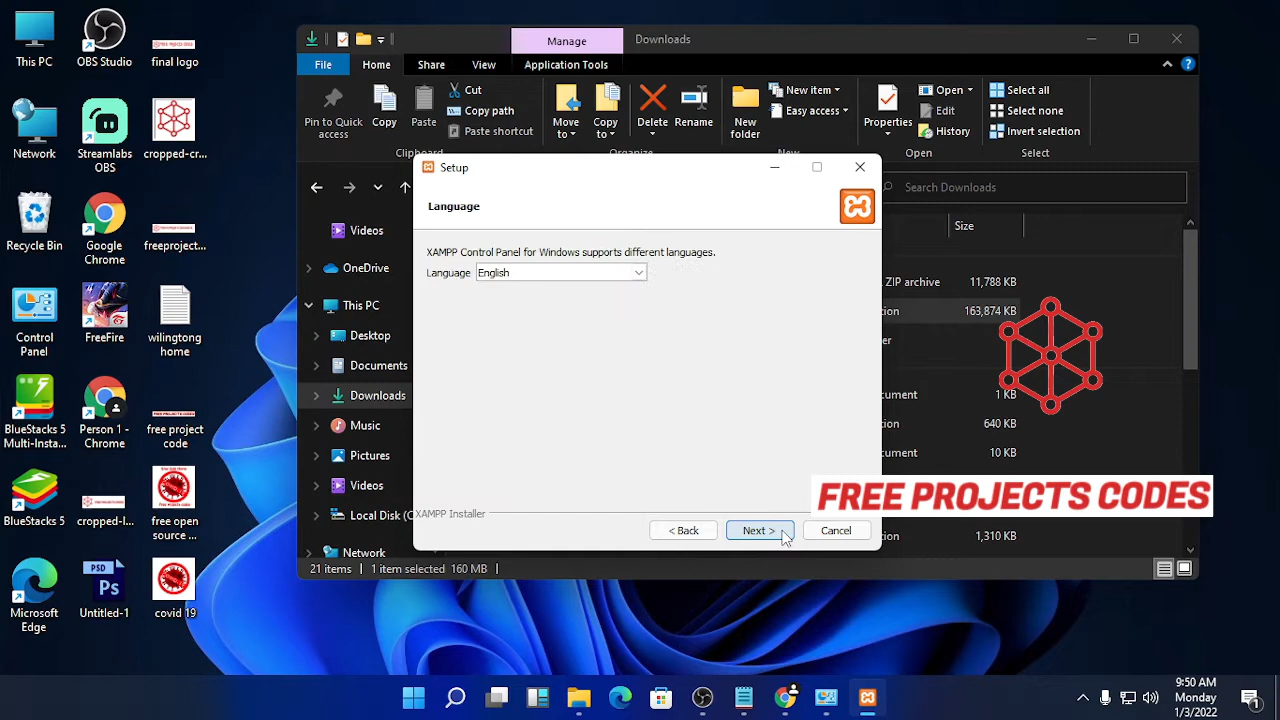 This PC
OBS Studio
final logo
Network
Streamlabs
OBS
cropped-cr...
Recycle Bin
Google
Chrome
freeproject...
Control
Panel
FreeFire
wilingtong
home
BlueStacks 5
Multi-Insta...
Person 1 -
Chrome
free project
code
BlueStacks 5
cropped-l...
open
source ...
Microsoft
Edge
PSD
Ps
Untitled-1
covid 19
Manage
Downloads
File
Home
Share
View
Application Tools
Pin to Quick
access
Copy
Paste
Cut
Copy path
Clipboard
Move
to
Copy
to
Delete
Rename
Organize
New
folder
New item
Easy access
New
Properties
Open
Edit
History
Open
Select all
Select none
Invert selection
Select
Search Downloads
Videos
OneDrive
This PC
Desktop
Documents
Downloads
Music
Pictures
Videos
Local Disk (C
Network
Size
ZIP archive
11,788 KB
163,874 KB
1 KB
640 KB
10 KB
1,310 KB
Setup
Language
XAMPP Control Panel for Windows supports different languages.
Language
English
XAMPP Installer
< Back
Next >
Cancel
FREE PROJECTS CODES
21 items
1 item selected 160 MB
9:50 AM
Monday
1/3/2022
1